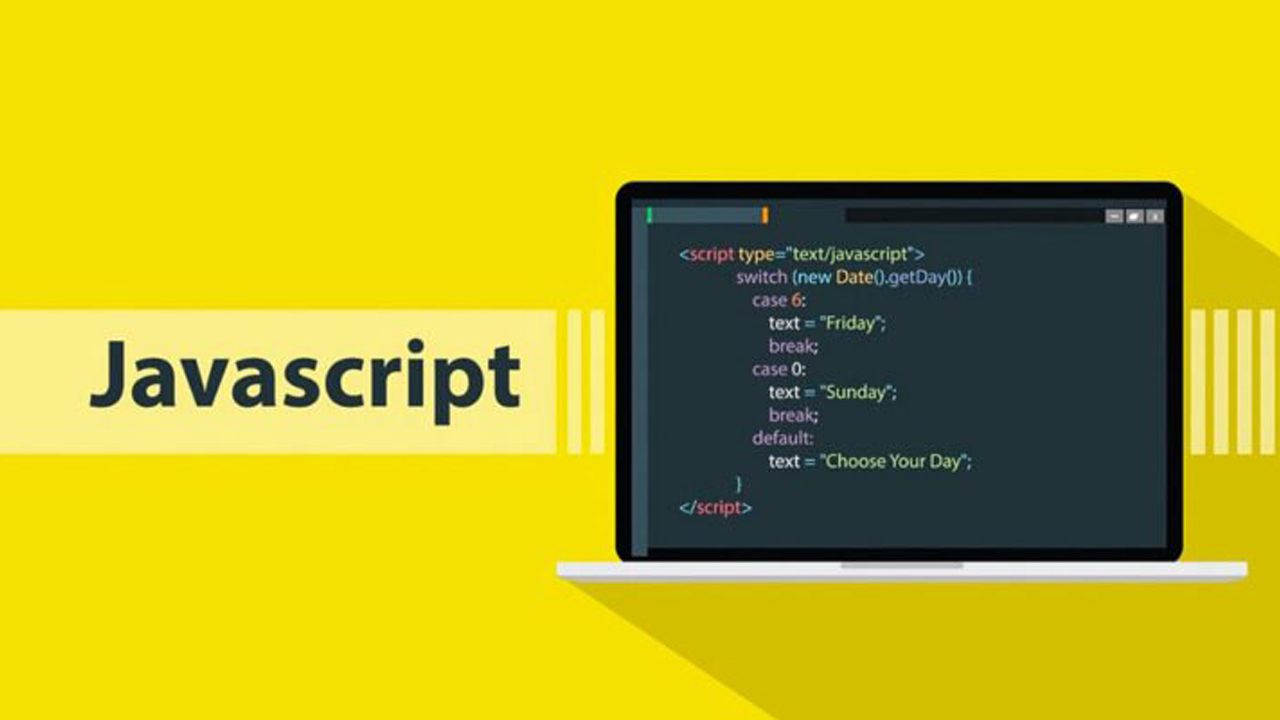 Javascript
<script type="text/javascript">
switch (new Date().getDay()) {
case 6:
text = "Friday";
break;
case 0:
text = "Sunday";
break;
default:
text = "Choose Your Day";
}
</script>